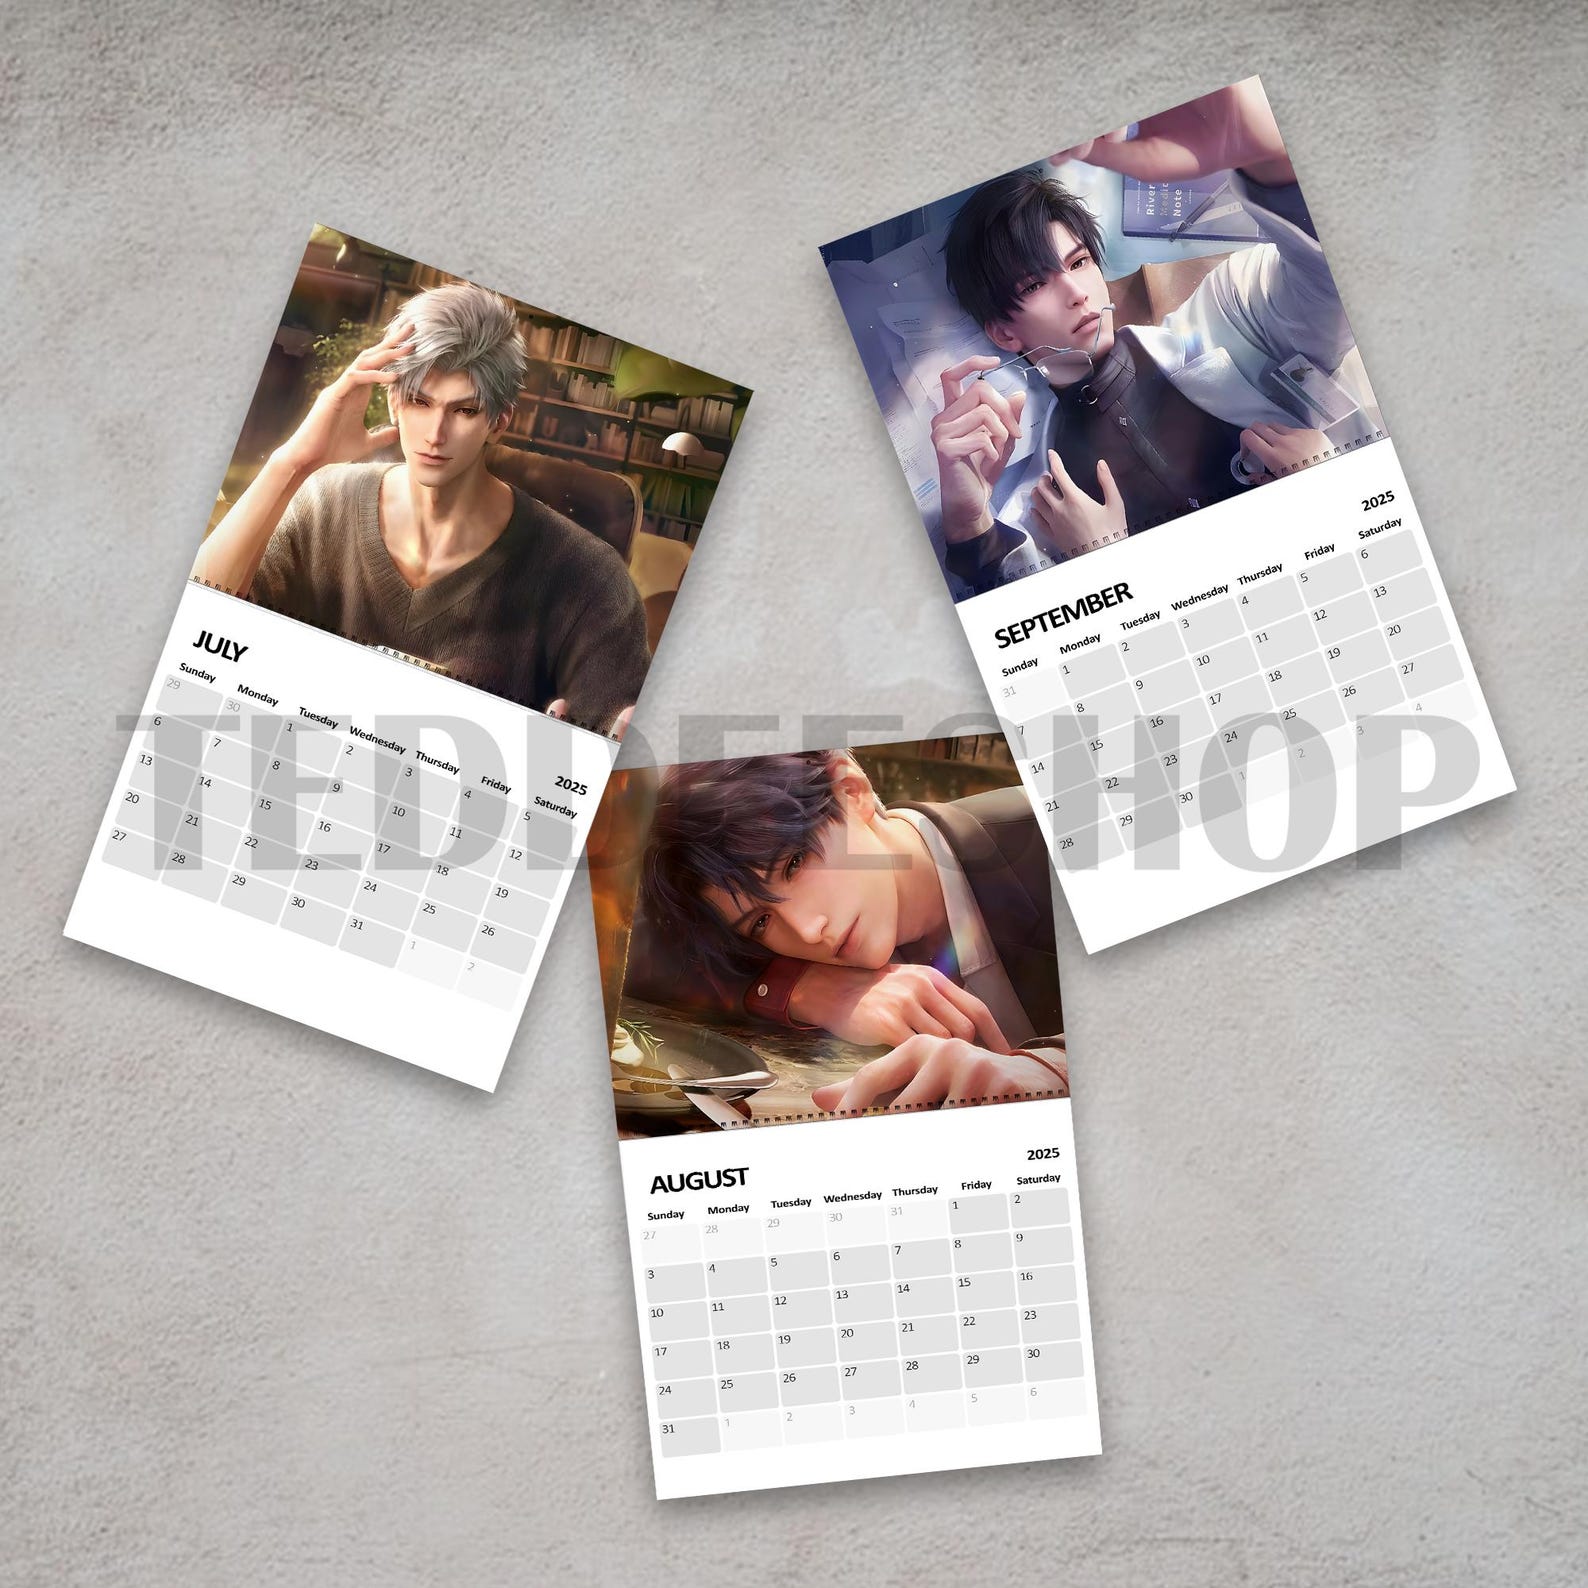 JULY
2025
Sunday Monday Tuesday Wednesday Thursday Friday Saturday
29 30 1 2 3 4 5
6 7 8 9 10 11 12
13 14 15 16 17 18 19
20 21 22 23 24 25 26
27 28 29 30 31 1 2
River
Medic
Note
SEPTEMBER
2025
Sunday Monday Tuesday Wednesday Thursday Friday Saturday
31 1 2 3 4 5 6
7 8 9 10 11 12 13
14 15 16 17 18 19 20
21 22 23 24 25 26 27
28 29 30 1 2 3 4
TEDDEESHOP
AUGUST
2025
Sunday Monday Tuesday Wednesday Thursday Friday Saturday
27 28 29 30 31 1 2
3 4 5 6 7 8 9
10 11 12 13 14 15 16
17 18 19 20 21 22 23
24 25 26 27 28 29 30
31 1 2 3 4 5 6